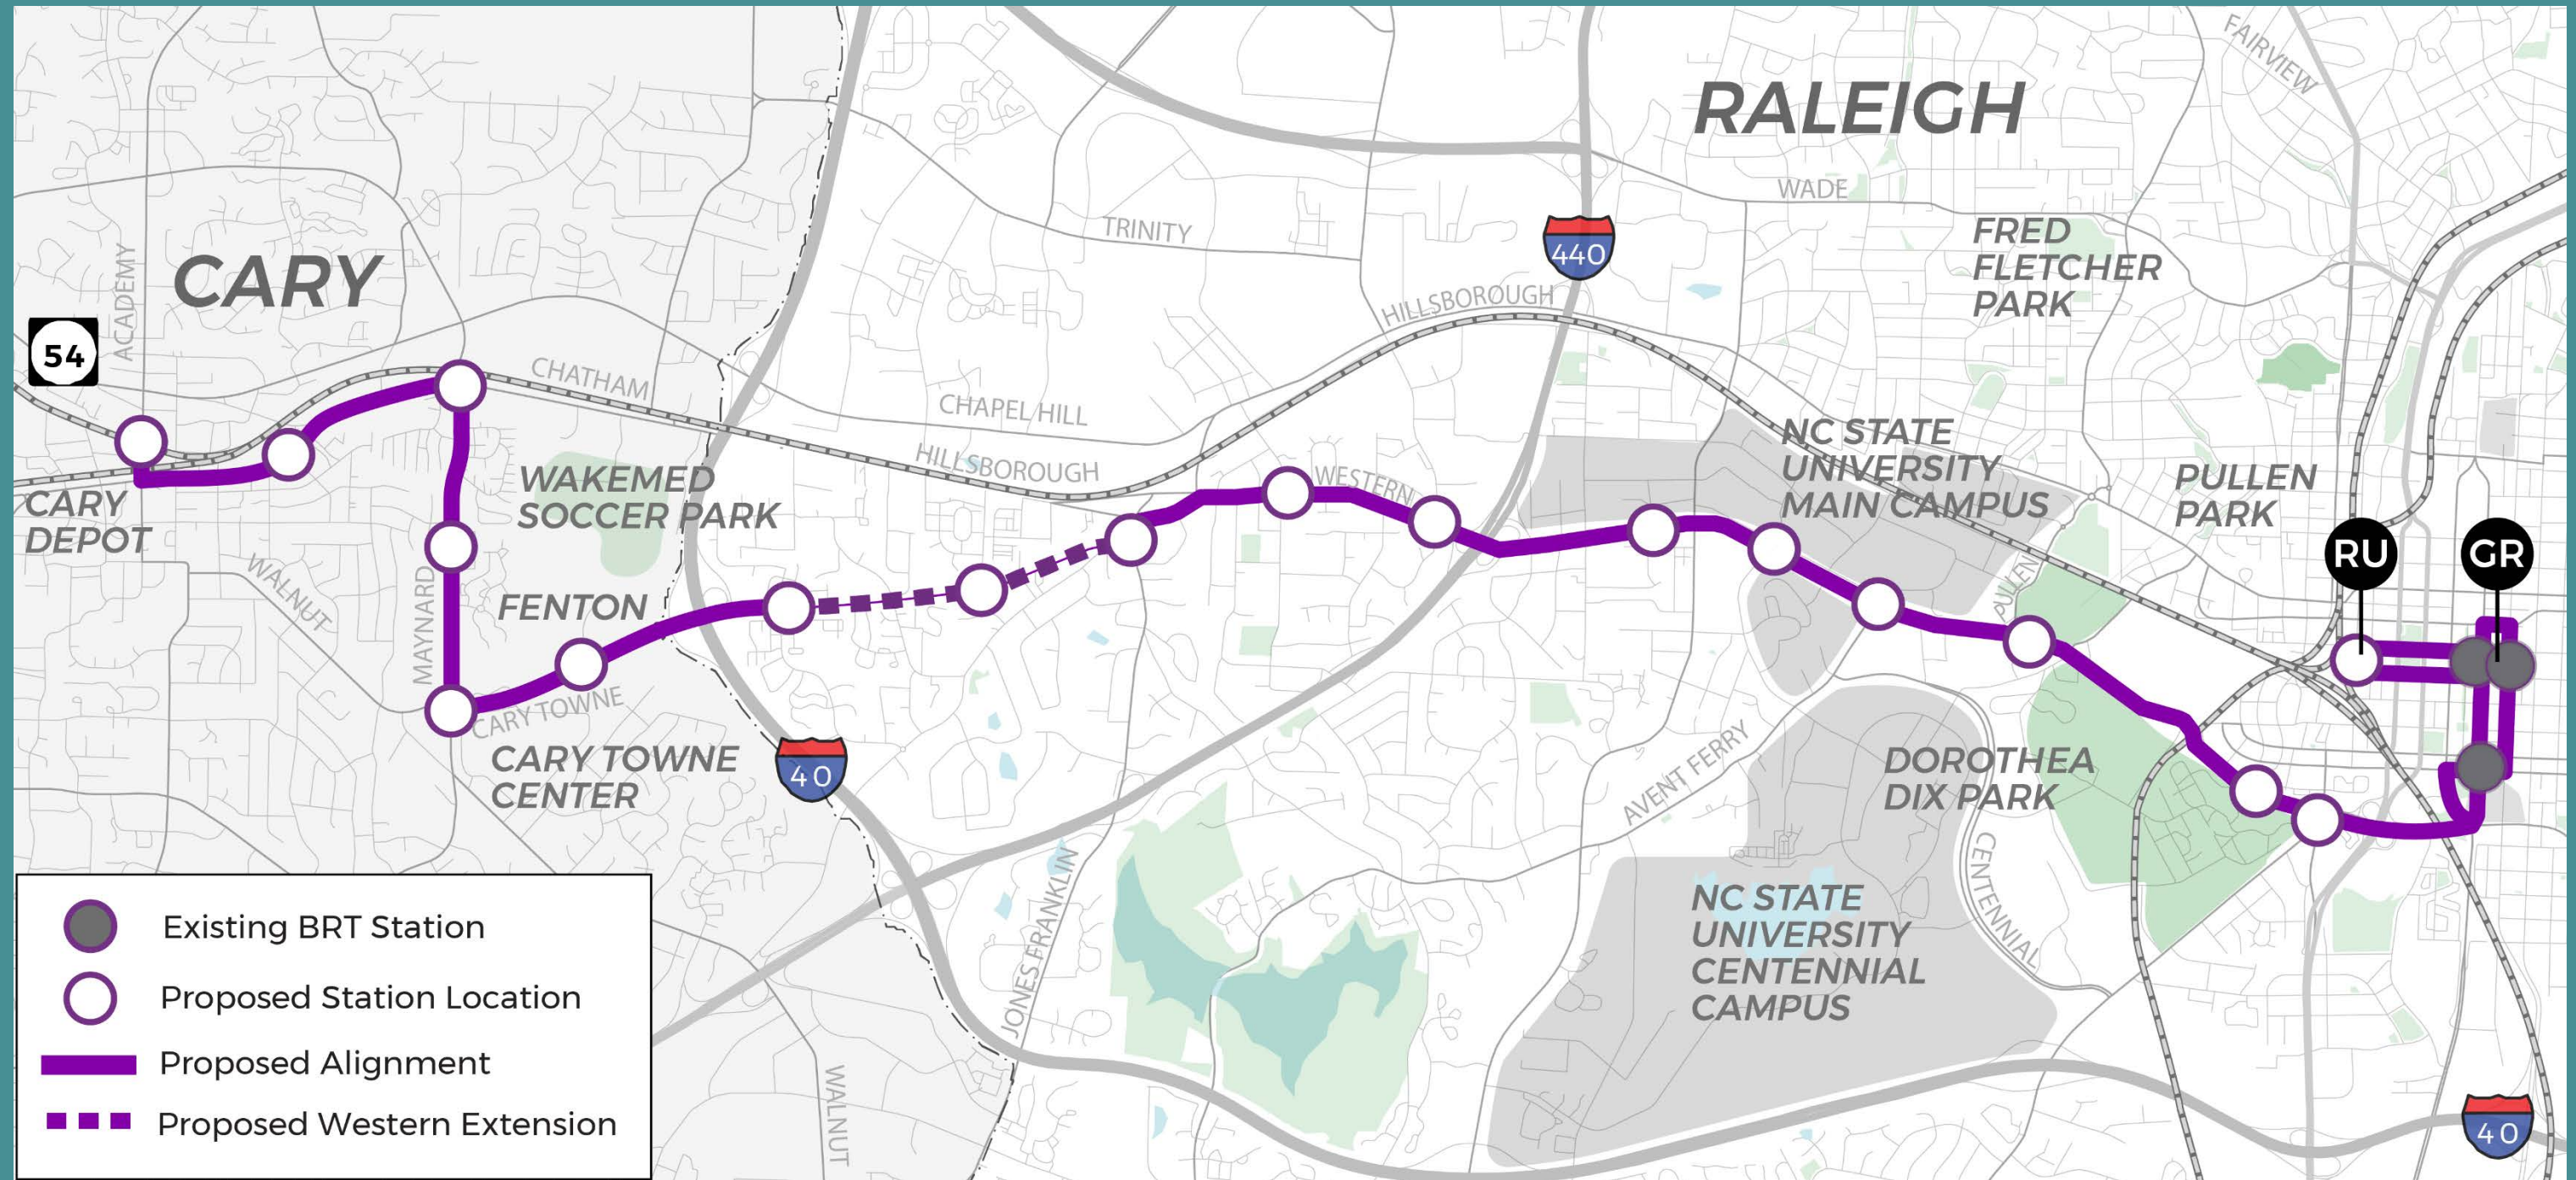 FAIRVIEW
RALEIGH
WADE
TRINITY
FRED
FLETCHER
PARK
440
ACADEMY
CARY
HILLSBOROUGH
54
CHATHAM
CHAPEL HILL
HILLSBOROUGH
NC STATE
UNIVERSITY
MAIN CAMPUS
WAKEMED
SOCCER PARK
WESTERN
PULLEN
PARK
CARY
DEPOT
RU
GR
WALNUT
MAYNARD
FENTON
PULLEN
CARY TOWNE
CARY TOWNE
CENTER
40
AVENT FERRY
DOROTHEA
DIX PARK
CENTENNIAL
JONES FRANKLIN
NC STATE
UNIVERSITY
CENTENNIAL
CAMPUS
WALNUT
40
Existing BRT Station
Proposed Station Location
Proposed Alignment
Proposed Western Extension